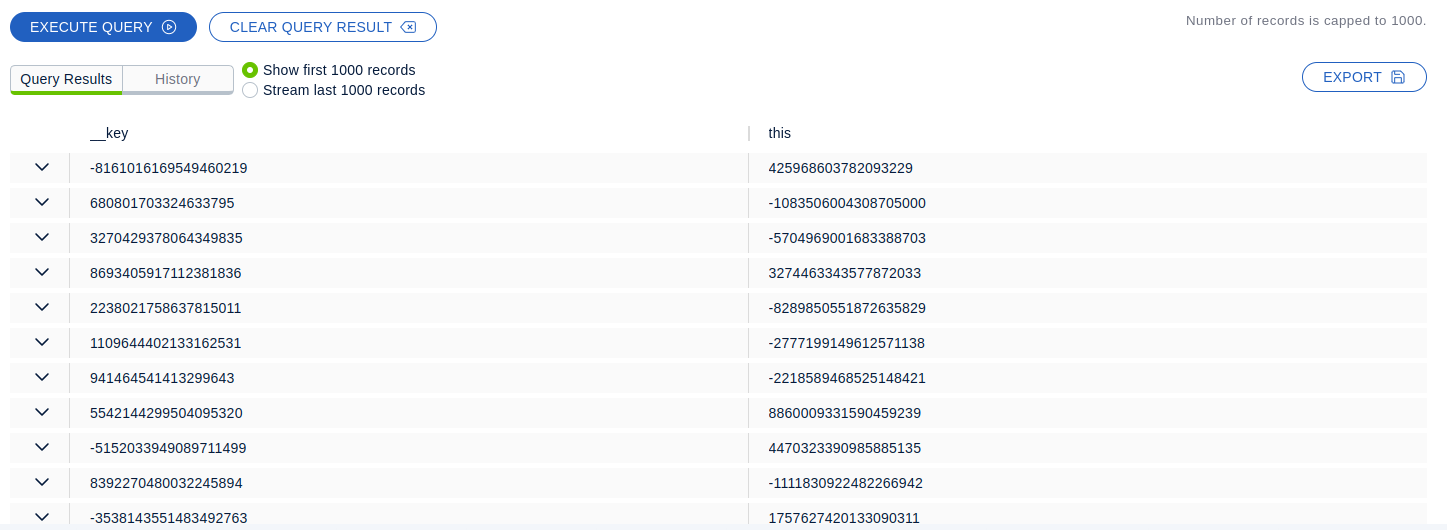 EXECUTE QUERY CLEAR QUERY RESULT Number of records is capped to 1000.
Query Results History Show first 1000 records
Stream last 1000 records
EXPORT
__key this
-8161016169549460219 425968603782093229
680801703324633795 -1083506004308705000
3270429378064349835 -5704969001683388703
8693405917112381836 3274463343577872033
2238021758637815011 -8289850551872635829
1109644402133162531 -2777199149612571138
941464541413299643 -2218589468525148421
5542144299504095320 8860009331590459239
-5152033949089711499 4470323390985885135
8392270480032245894 -1111830922482266942
-3538143551483492763 1757627420133090311